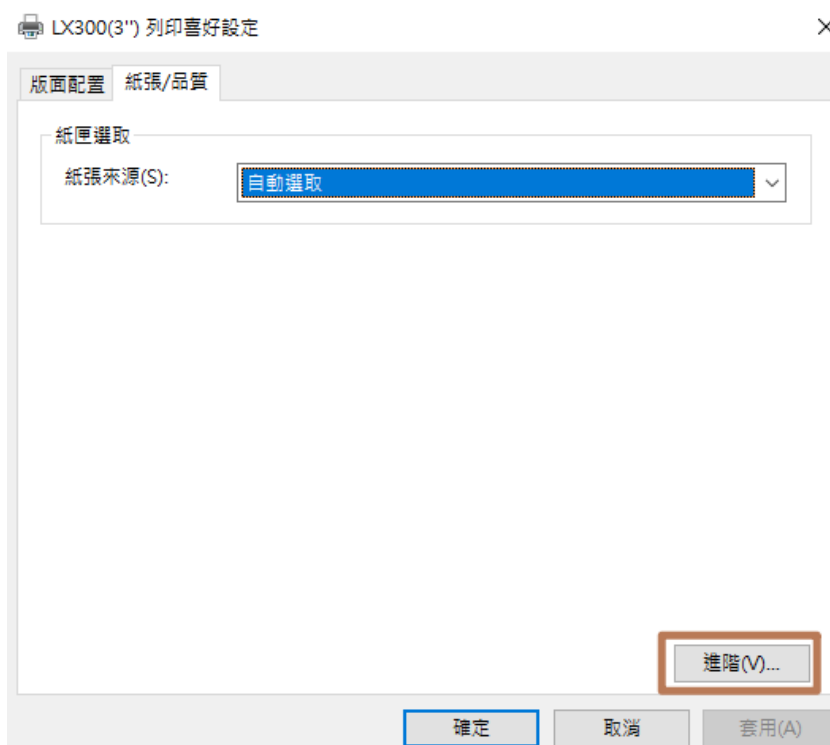 LX300(3") 列印喜好設定
版面配置 紙張/品質
紙匣選取
紙張來源(S): 自動選取
進階(V)...
確定 取消 套用(A)